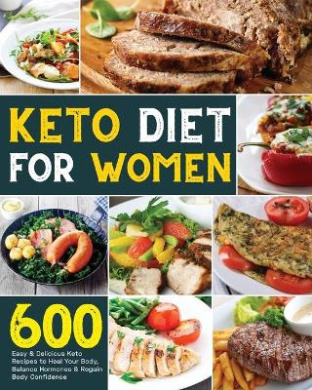 KETO DIET
FOR WOMEN
600
Easy & Delicious Keto
Recipes to Heal Your Body,
Balance Hormones & Regain
Body Confidence